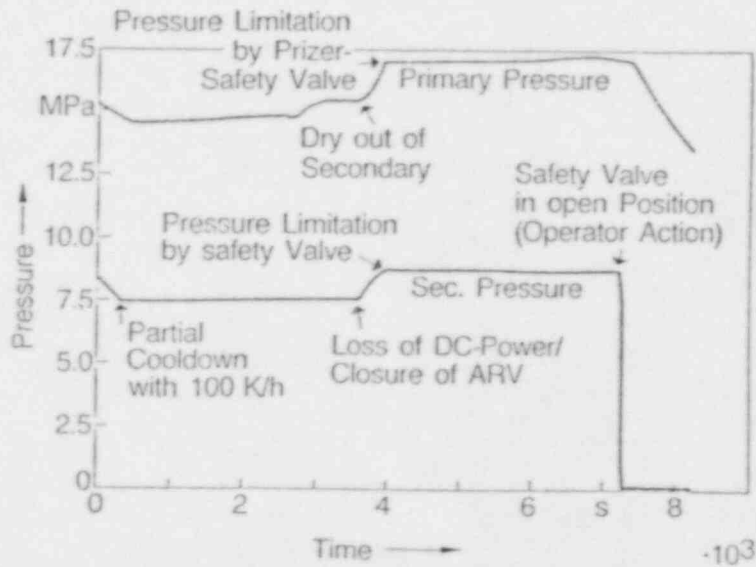 Pressure Limitation
by Prizer-
Safety Valve
17.5
MPa
12.5
10.0
7.5
5.0
2.5
0
Pressure
Primary Pressure
Dry out of
Secondary
Safety Valve
in open Position
(Operator Action)
Pressure Limitation
by safety Valve
Sec. Pressure
Partial
Cooldown
with 100 K/h
Loss of DC-Power/
Closure of ARV
0 2 4 6 s 8
Time
·10³